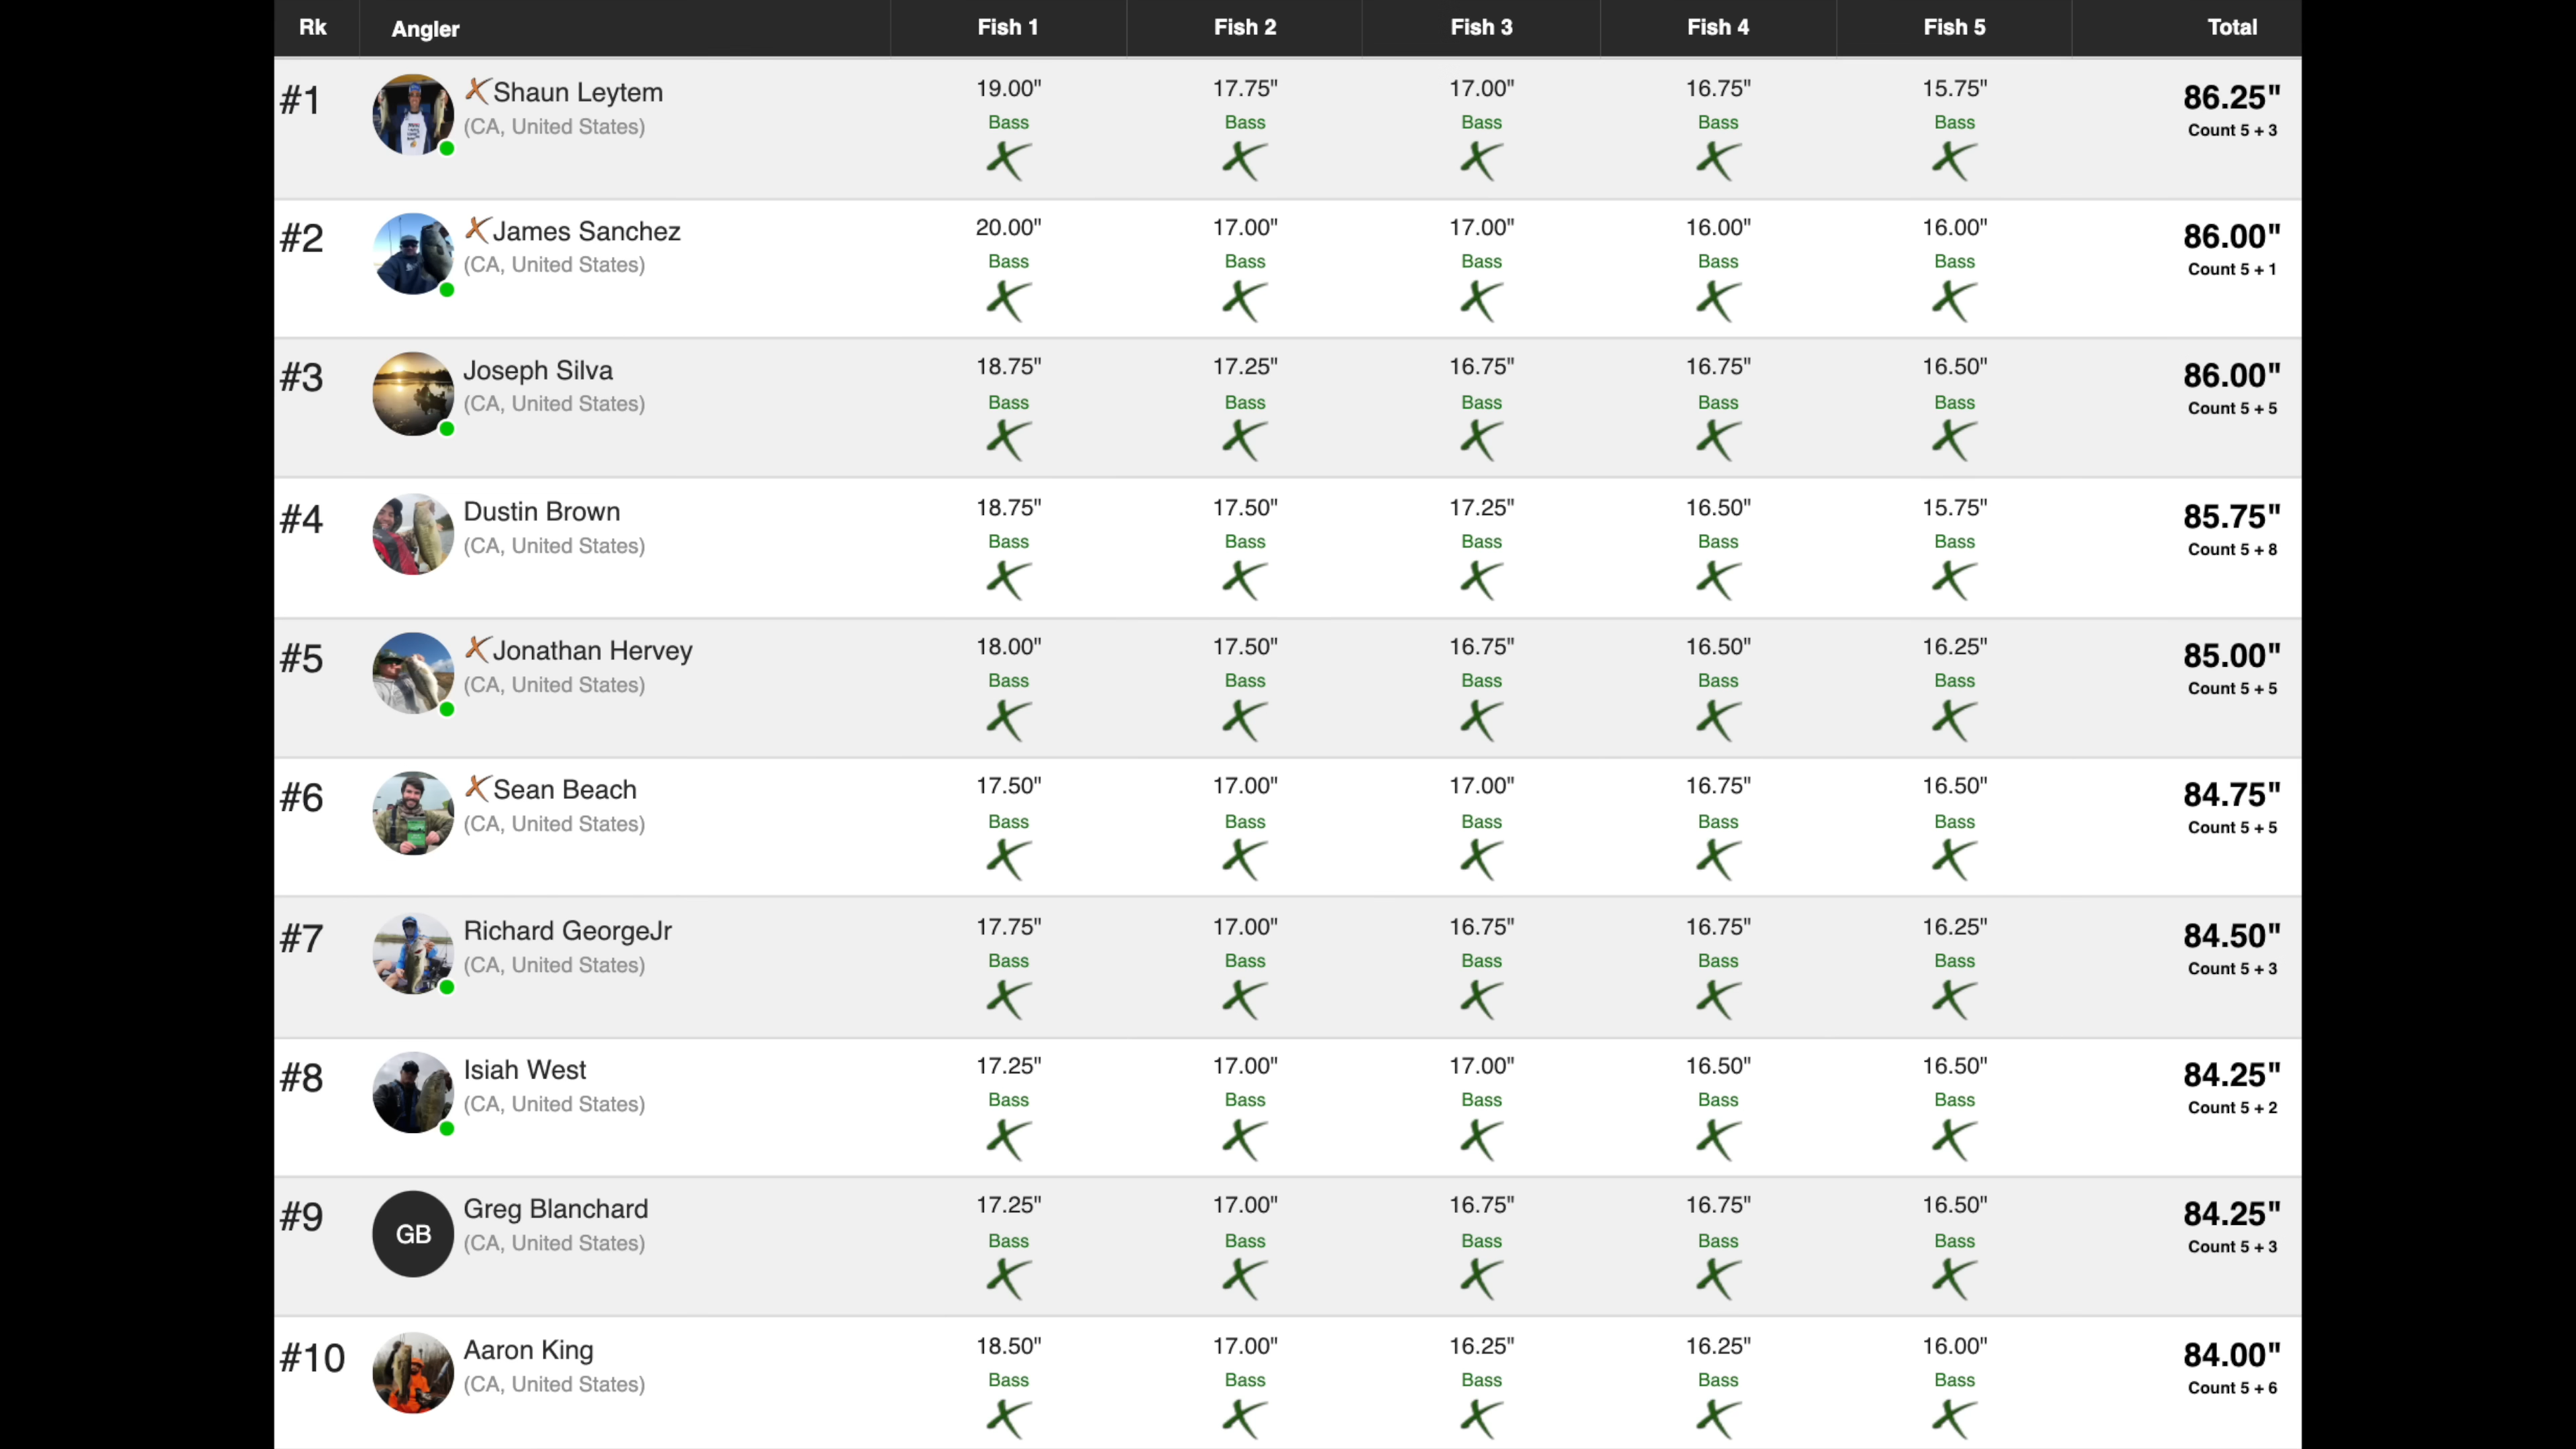 Rk Angler Fish 1 Fish 2 Fish 3 Fish 4 Fish 5 Total
#1 Shaun Leytem 19.00" 17.75" 17.00" 16.75" 15.75" 86.25"
(CA, United States) Bass Bass Bass Bass Bass Count 5 + 3
#2 James Sanchez 20.00" 17.00" 17.00" 16.00" 16.00" 86.00"
(CA, United States) Bass Bass Bass Bass Bass Count 5 + 1
#3 Joseph Silva 18.75" 17.25" 16.75" 16.75" 16.50" 86.00"
(CA, United States) Bass Bass Bass Bass Bass Count 5 + 5
#4 Dustin Brown 18.75" 17.50" 17.25" 16.50" 15.75" 85.75"
(CA, United States) Bass Bass Bass Bass Bass Count 5 + 8
#5 Jonathan Hervey 18.00" 17.50" 16.75" 16.50" 16.25" 85.00"
(CA, United States) Bass Bass Bass Bass Bass Count 5 + 5
#6 Sean Beach 17.50" 17.00" 17.00" 16.75" 16.50" 84.75"
(CA, United States) Bass Bass Bass Bass Bass Count 5 + 5
#7 Richard GeorgeJr 17.75" 17.00" 16.75" 16.75" 16.25" 84.50"
(CA, United States) Bass Bass Bass Bass Bass Count 5 + 3
#8 Isiah West 17.25" 17.00" 17.00" 16.50" 16.50" 84.25"
(CA, United States) Bass Bass Bass Bass Bass Count 5 + 2
#9 GB Greg Blanchard 17.25" 17.00" 16.75" 16.75" 16.50" 84.25"
(CA, United States) Bass Bass Bass Bass Bass Count 5 + 3
#10 Aaron King 18.50" 17.00" 16.25" 16.25" 16.00" 84.00"
(CA, United States) Bass Bass Bass Bass Bass Count 5 + 6